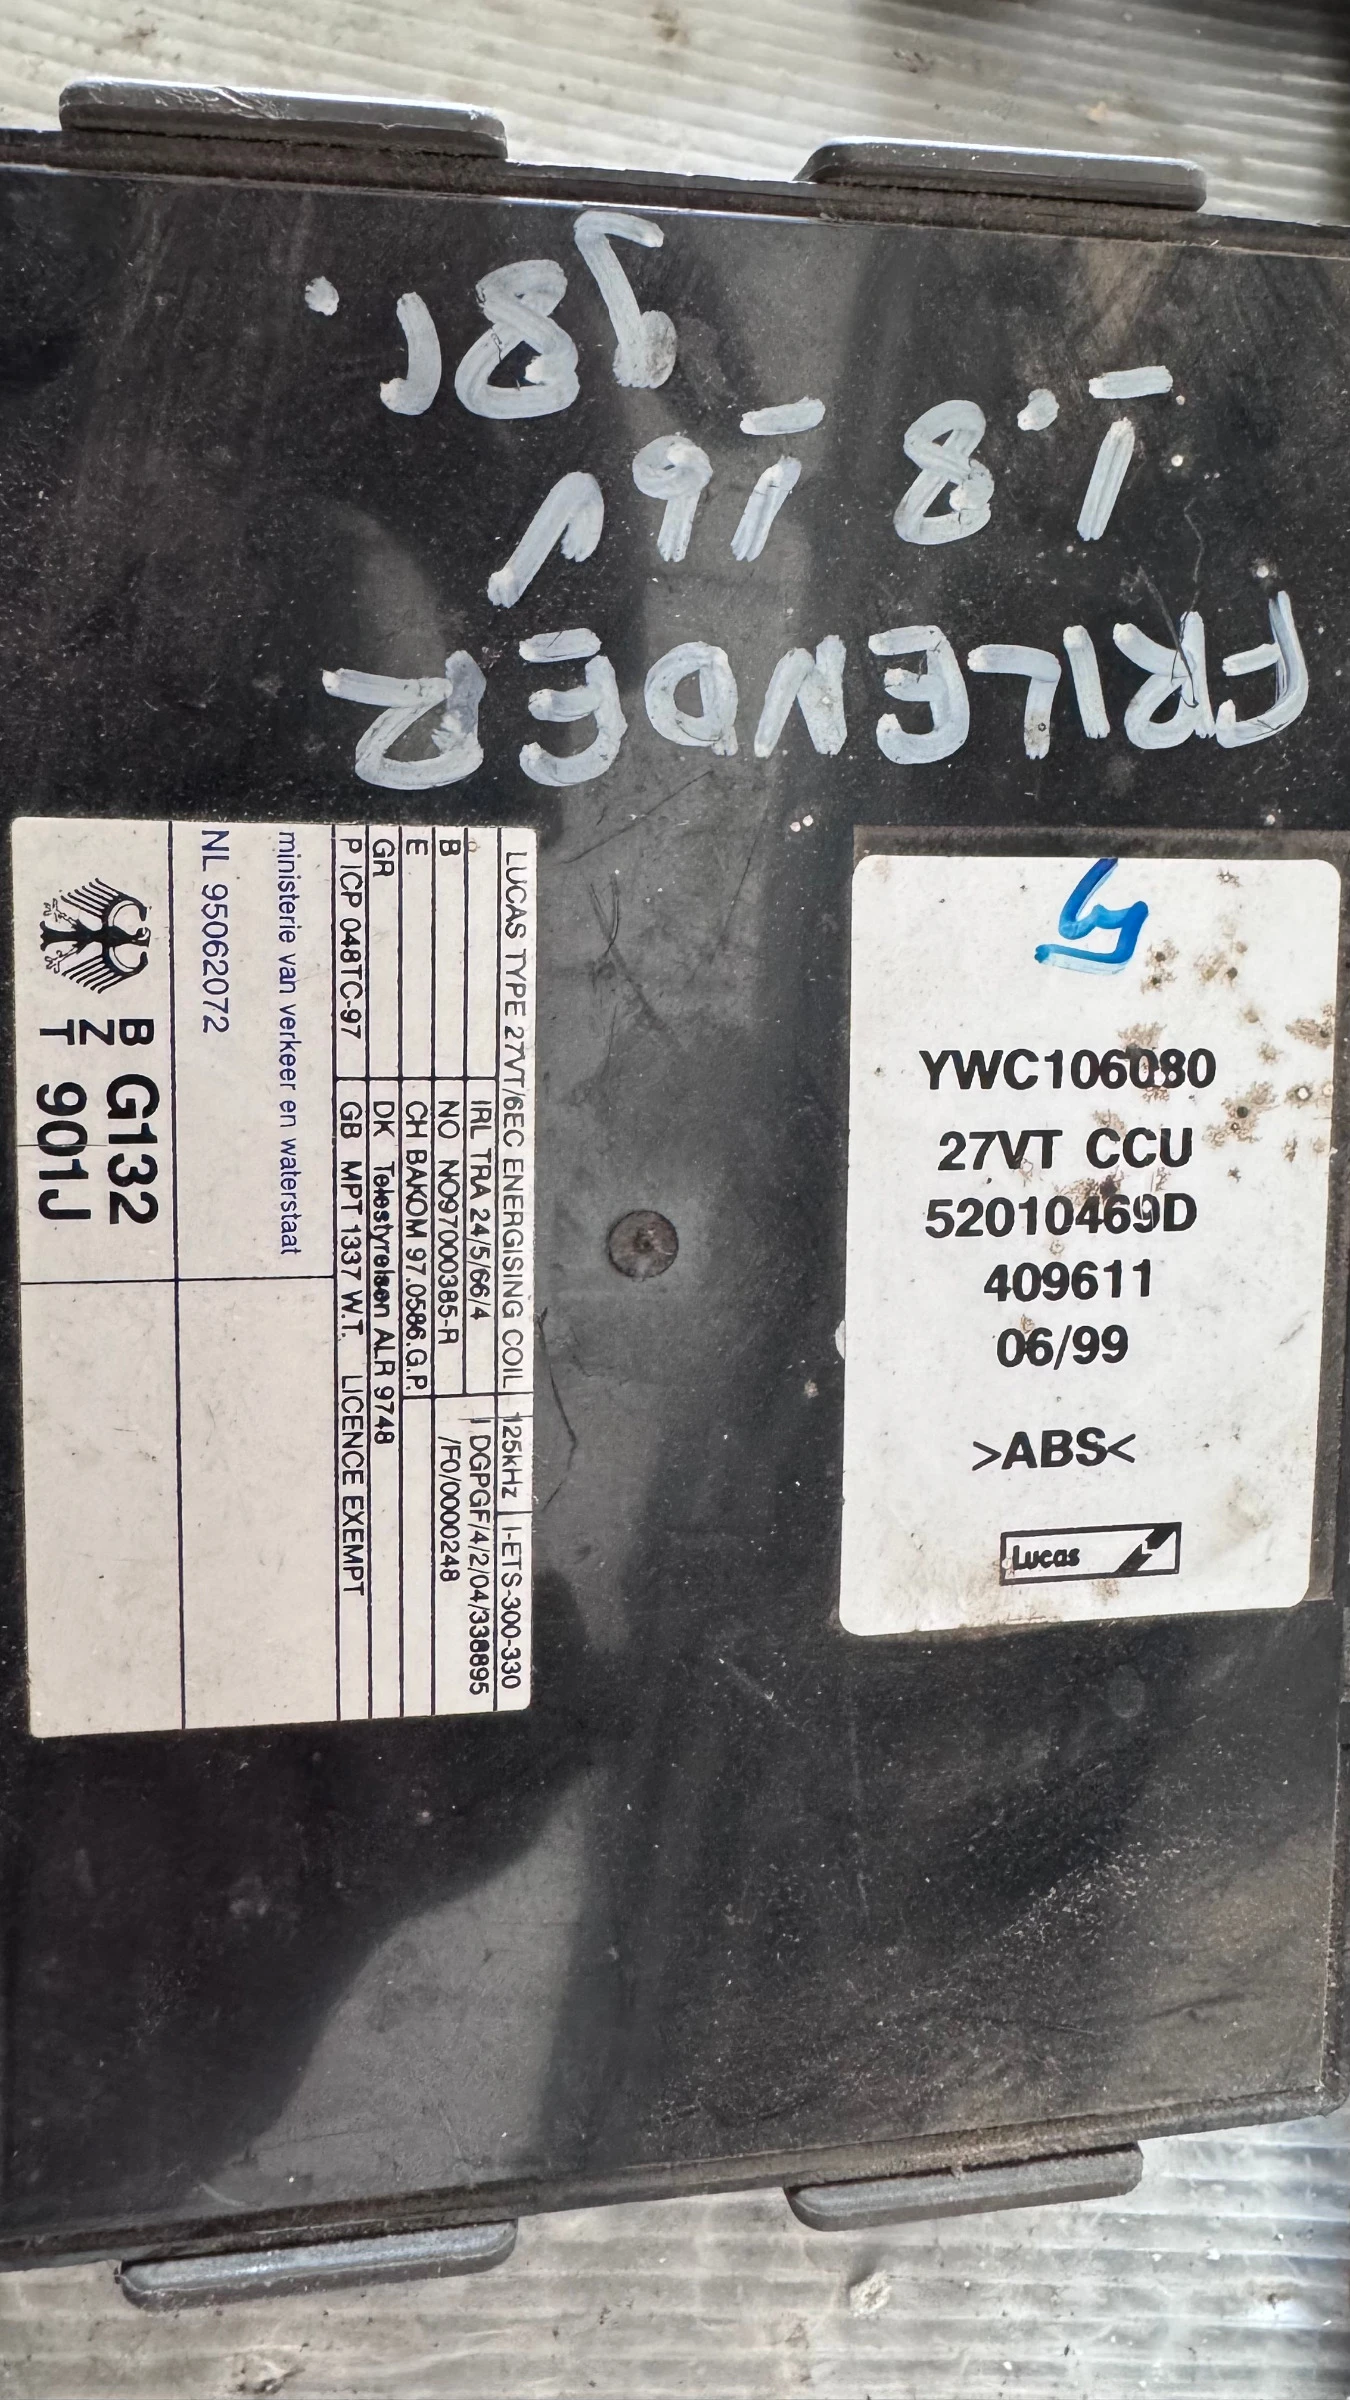 FRILENDER
1.8 16V
98г.
YWC106080
27VT CCU
52010469D
409611
06/99
>ABS<
Lucas
LUCAS TYPE 27VT/6EC ENERGISING COIL 125kHz I-ETS-300-330
IRL TRA 24/5/66/4 I DGPGF/4/2/04/338895
B NO NO97000385-R /FO/0000248
E CH BAKOM 97.0586.G.P.
GR DK Telestyrelsen ALR 9748
P ICP 048TC-97 GB MPT 1337 W.T. LICENCE EXEMPT
ministerie van verkeer en waterstaat
NL 95062072
BZT G132 901J